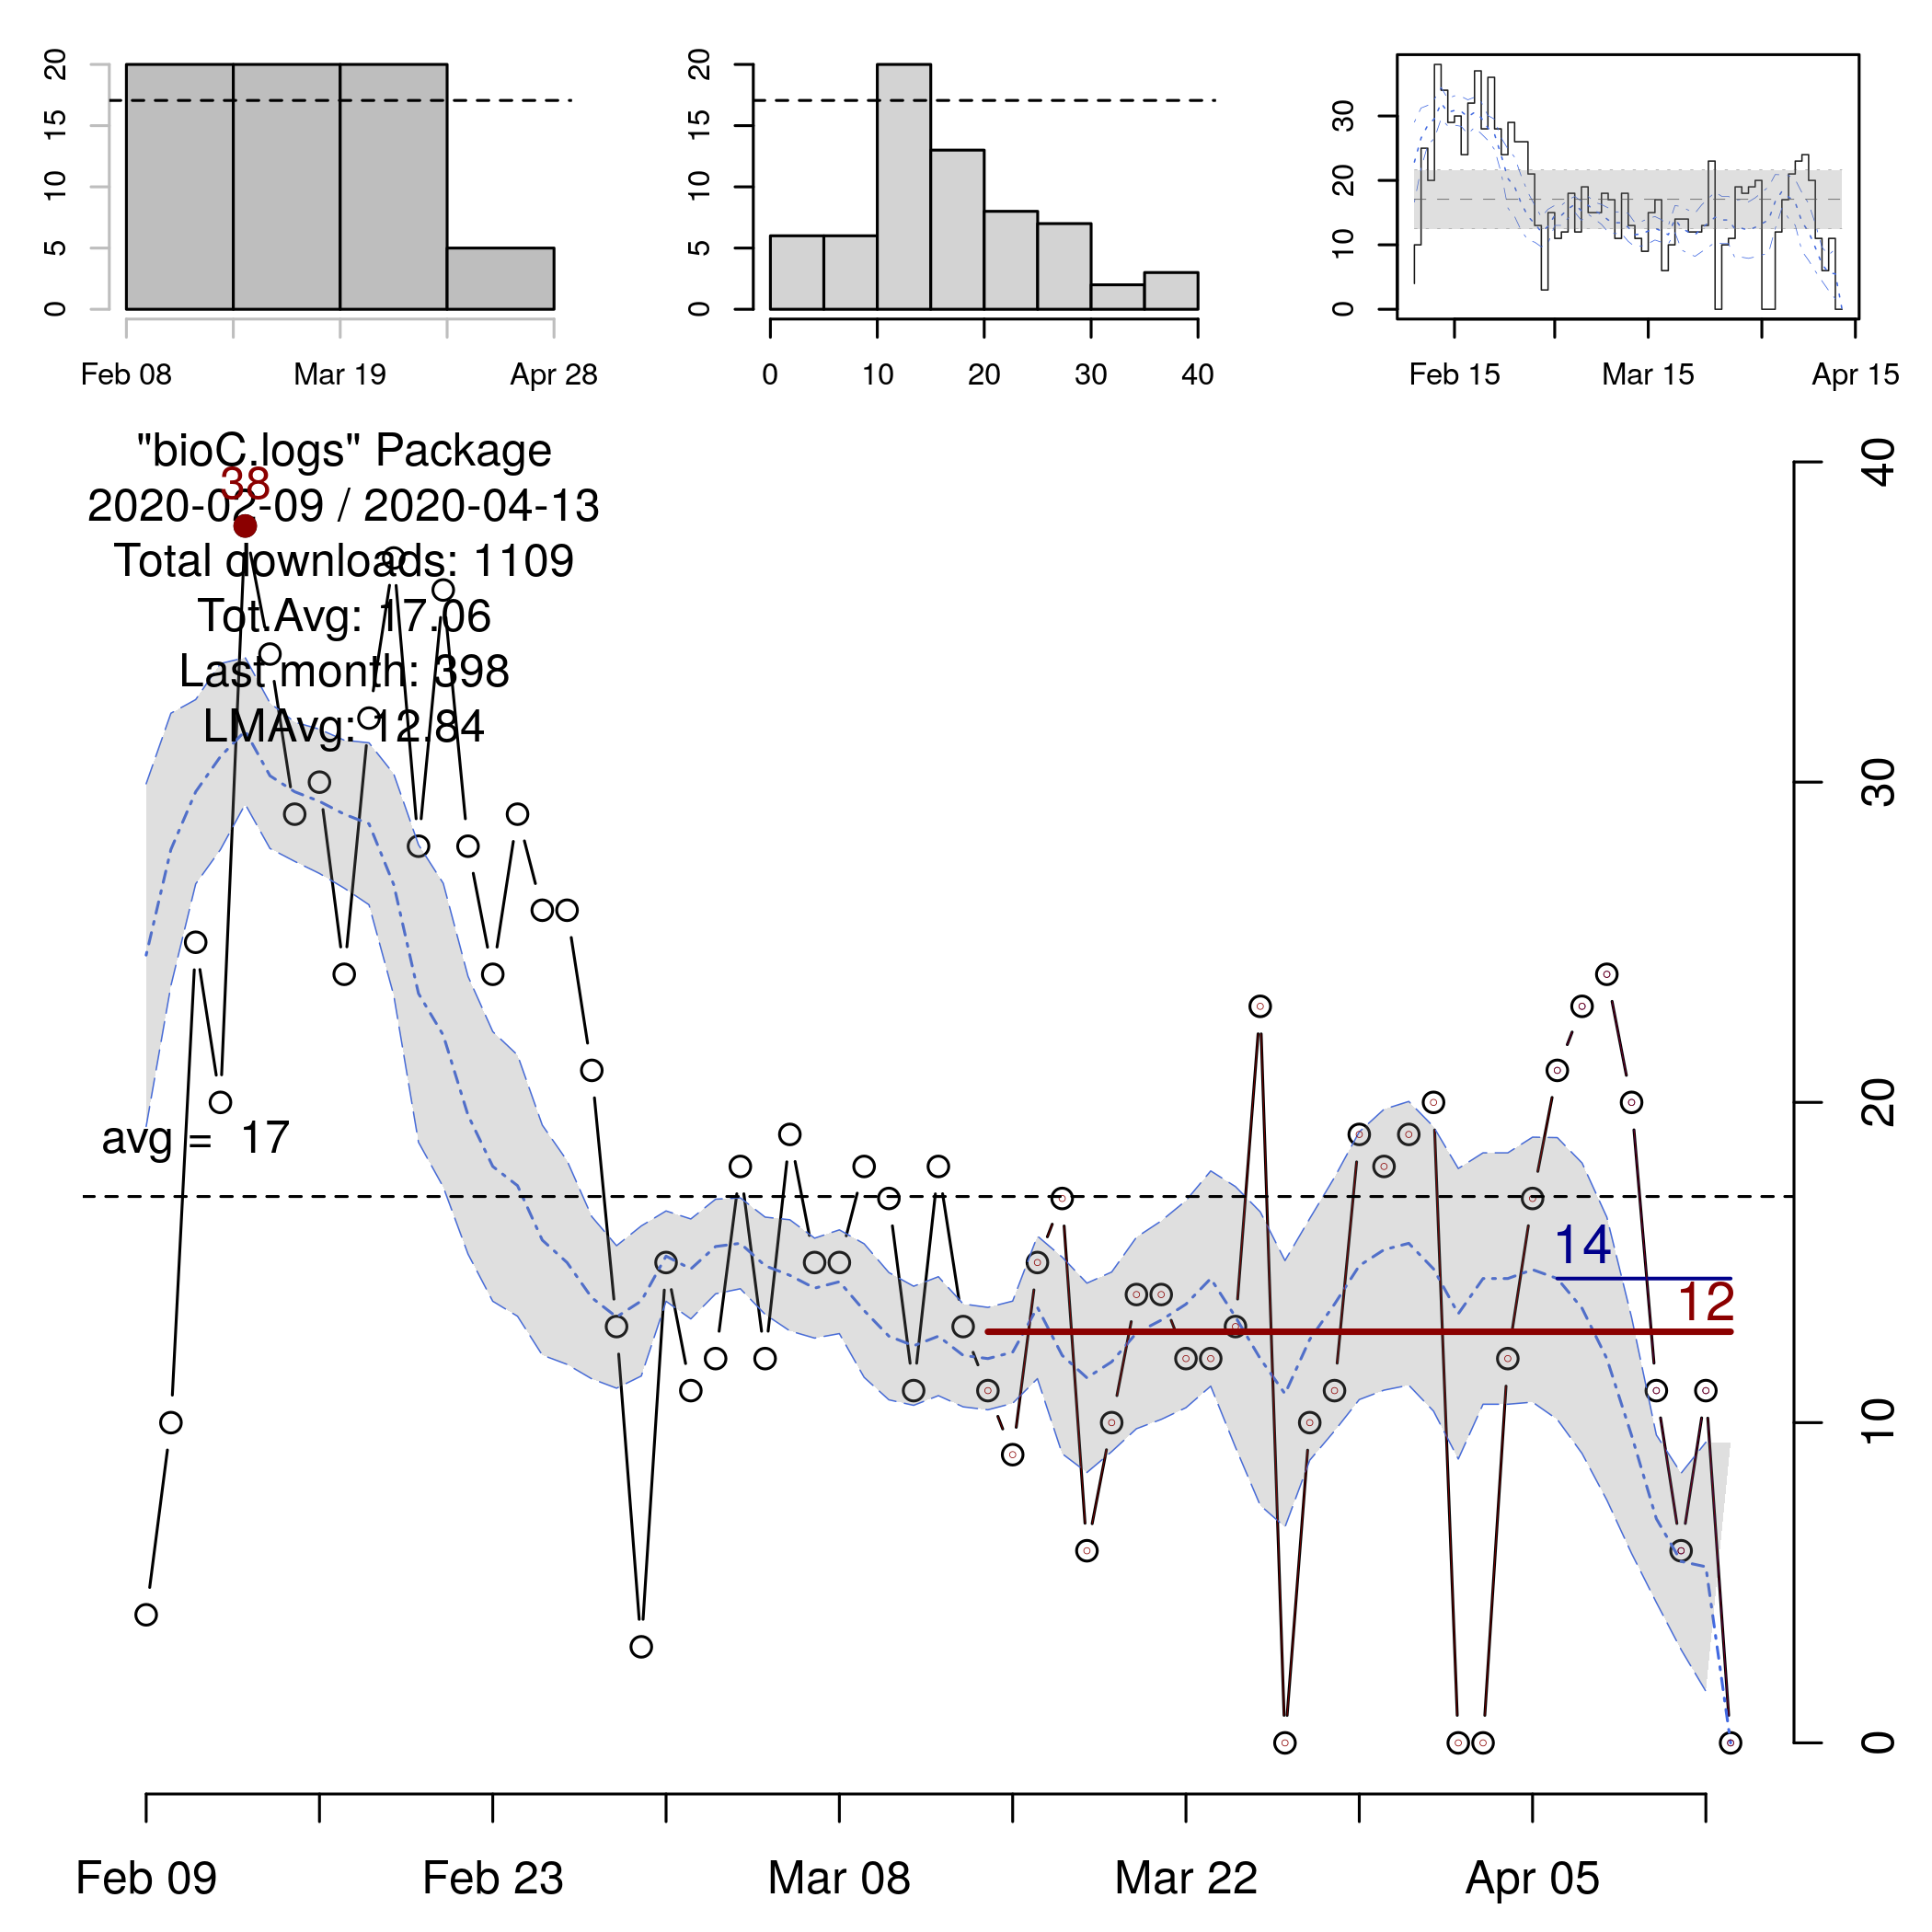 20
15
10
5
0
Feb 08 Mar 19 Apr 28
20
15
10
5
0
0 10 20 30 40
30
20
10
0
Feb 15 Mar 15 Apr 15
"bioC.logs" Package
38
2020-02-09 / 2020-04-13
Total downloads: 1109
Tot.Avg: 17.06
Last month: 398
LMAvg: 12.84
avg = 17
14
12
40
30
20
10
0
Feb 09 Feb 23 Mar 08 Mar 22 Apr 05